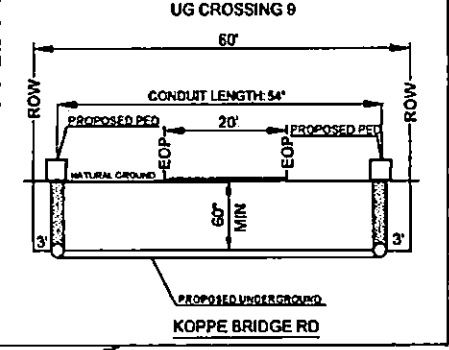 UG CROSSING 9
60'
ROW
ROW
CONDUIT LENGTH: 54'
PROPOSED PED
20'
PROPOSED PED
EOP
EOP
NATURAL GROUND
60"
MIN
3'
3'
PROPOSED UNDERGROUND
KOPPE BRIDGE RD